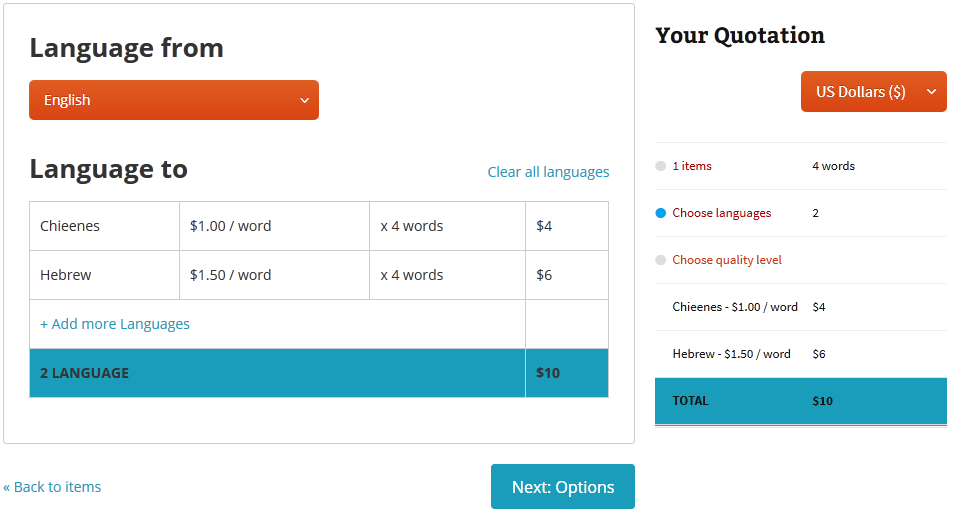 Language from
English
Language to
Clear all languages
Chieenes $1.00 / word x 4 words $4
Hebrew $1.50 / word x 4 words $6
+ Add more Languages
2 LANGUAGE $10
« Back to items
Next: Options
Your Quotation
US Dollars ($)
1 items 4 words
Choose languages 2
Choose quality level
Chieenes - $1.00 / word $4
Hebrew - $1.50 / word $6
TOTAL $10